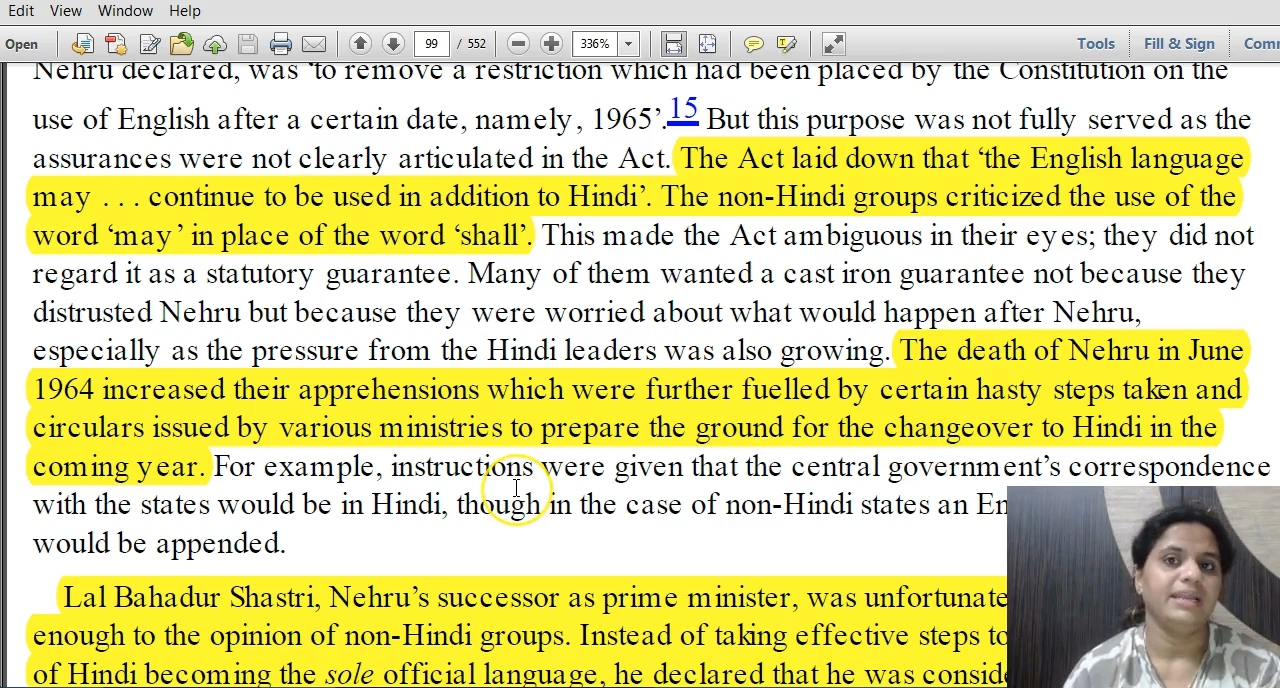 Edit View Window Help
Open 99 / 552 336% Tools Fill & Sign Comm
Nehru declared, was ‘to remove a restriction which had been placed by the Constitution on the
use of English after a certain date, namely, 1965’.15 But this purpose was not fully served as the
assurances were not clearly articulated in the Act. The Act laid down that ‘the English language
may . . . continue to be used in addition to Hindi’. The non-Hindi groups criticized the use of the
word ‘may’ in place of the word ‘shall’. This made the Act ambiguous in their eyes; they did not
regard it as a statutory guarantee. Many of them wanted a cast iron guarantee not because they
distrusted Nehru but because they were worried about what would happen after Nehru,
especially as the pressure from the Hindi leaders was also growing. The death of Nehru in June
1964 increased their apprehensions which were further fuelled by certain hasty steps taken and
circulars issued by various ministries to prepare the ground for the changeover to Hindi in the
coming year. For example, instructions were given that the central government’s correspondence
with the states would be in Hindi, though in the case of non-Hindi states an En
would be appended.
Lal Bahadur Shastri, Nehru’s successor as prime minister, was unfortunate
enough to the opinion of non-Hindi groups. Instead of taking effective steps to
of Hindi becoming the sole official language, he declared that he was conside